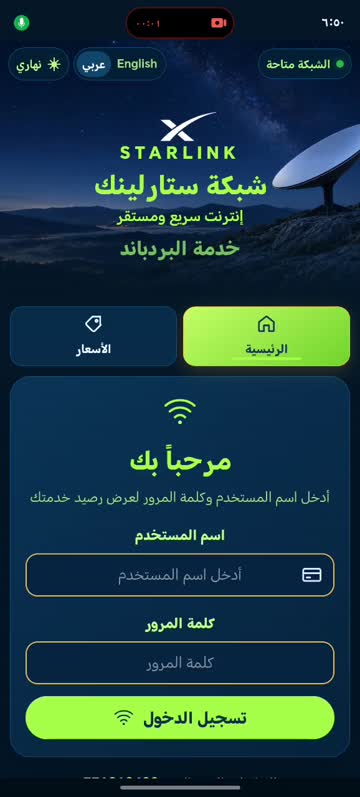 ٦:٥٠
٠٠:٠١
الشبكة متاحة
English
عربي
نهاري
STARLINK
شبكة ستارلينك
إنترنت سريع ومستقر
خدمة البردباند
الرئيسية
الأسعار
مرحباً بك
أدخل اسم المستخدم وكلمة المرور لعرض رصيد خدمتك
اسم المستخدم
أدخل اسم المستخدم
كلمة المرور
كلمة المرور
تسجيل الدخول